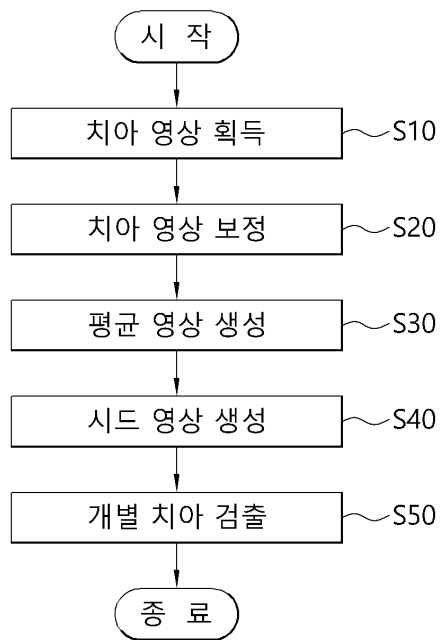 시 작
치아 영상 획득 S10
치아 영상 보정 S20
평균 영상 생성 S30
시드 영상 생성 S40
개별 치아 검출 S50
종 료